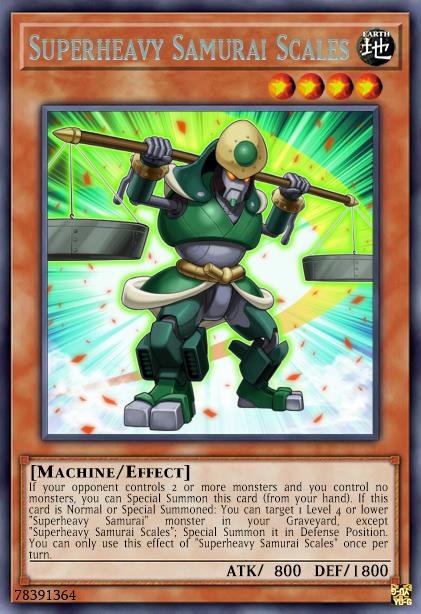 SUPERHEAVY SAMURAI SCALES
EARTH
地
[MACHINE/EFFECT]
If your opponent controls 2 or more monsters and you control no
monsters, you can Special Summon this card (from your hand). If this
card is Normal or Special Summoned: You can target 1 Level 4 or lower
"Superheavy Samurai" monster in your Graveyard, except
"Superheavy Samurai Scales"; Special Summon it in Defense Position.
You can only use this effect of "Superheavy Samurai Scales" once per
turn.
ATK/ 800 DEF/1800
78391364